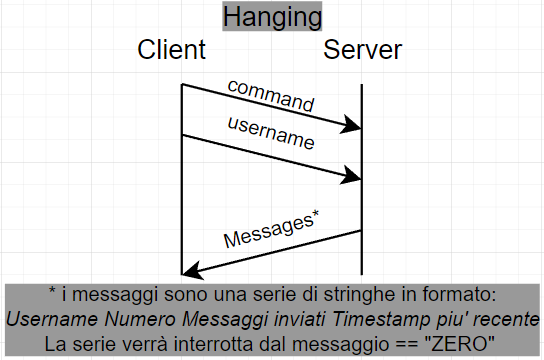 Hanging
Client Server
command
username
Messages*
* i messaggi sono una serie di stringhe in formato:
Username Numero Messaggi inviati Timestamp piu' recente
La serie verrà interrotta dal messaggio == "ZERO"